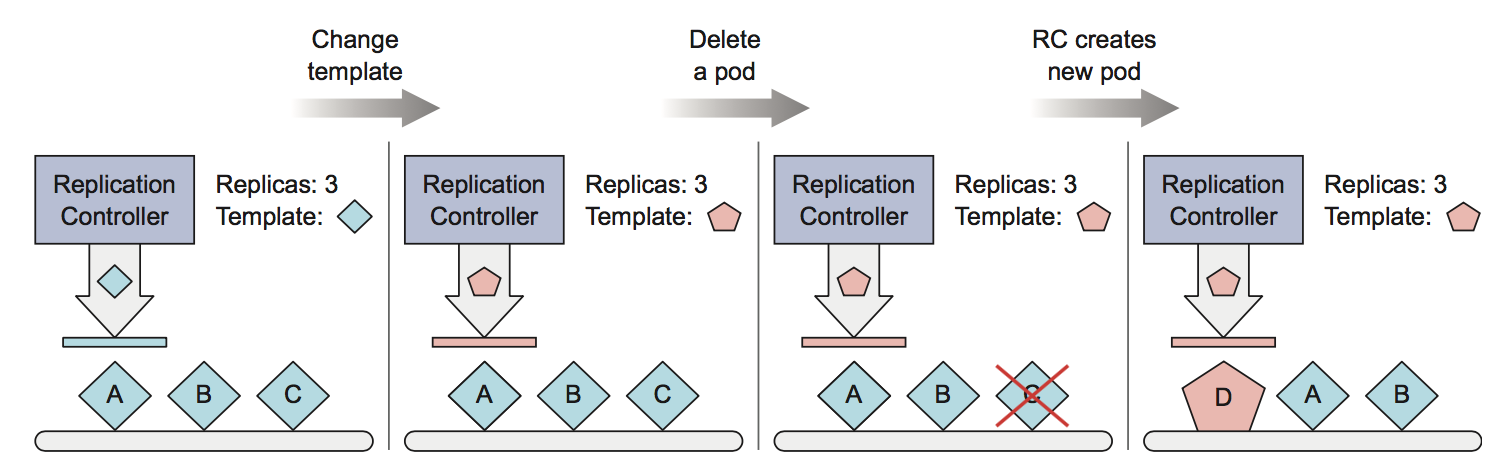 Change
template
Delete
a pod
RC creates
new pod
Replication
Controller
Replicas: 3
Template:
A
B
C
Replication
Controller
Replicas: 3
Template:
A
B
C
Replication
Controller
Replicas: 3
Template:
A
B
C
Replication
Controller
Replicas: 3
Template:
D
A
B